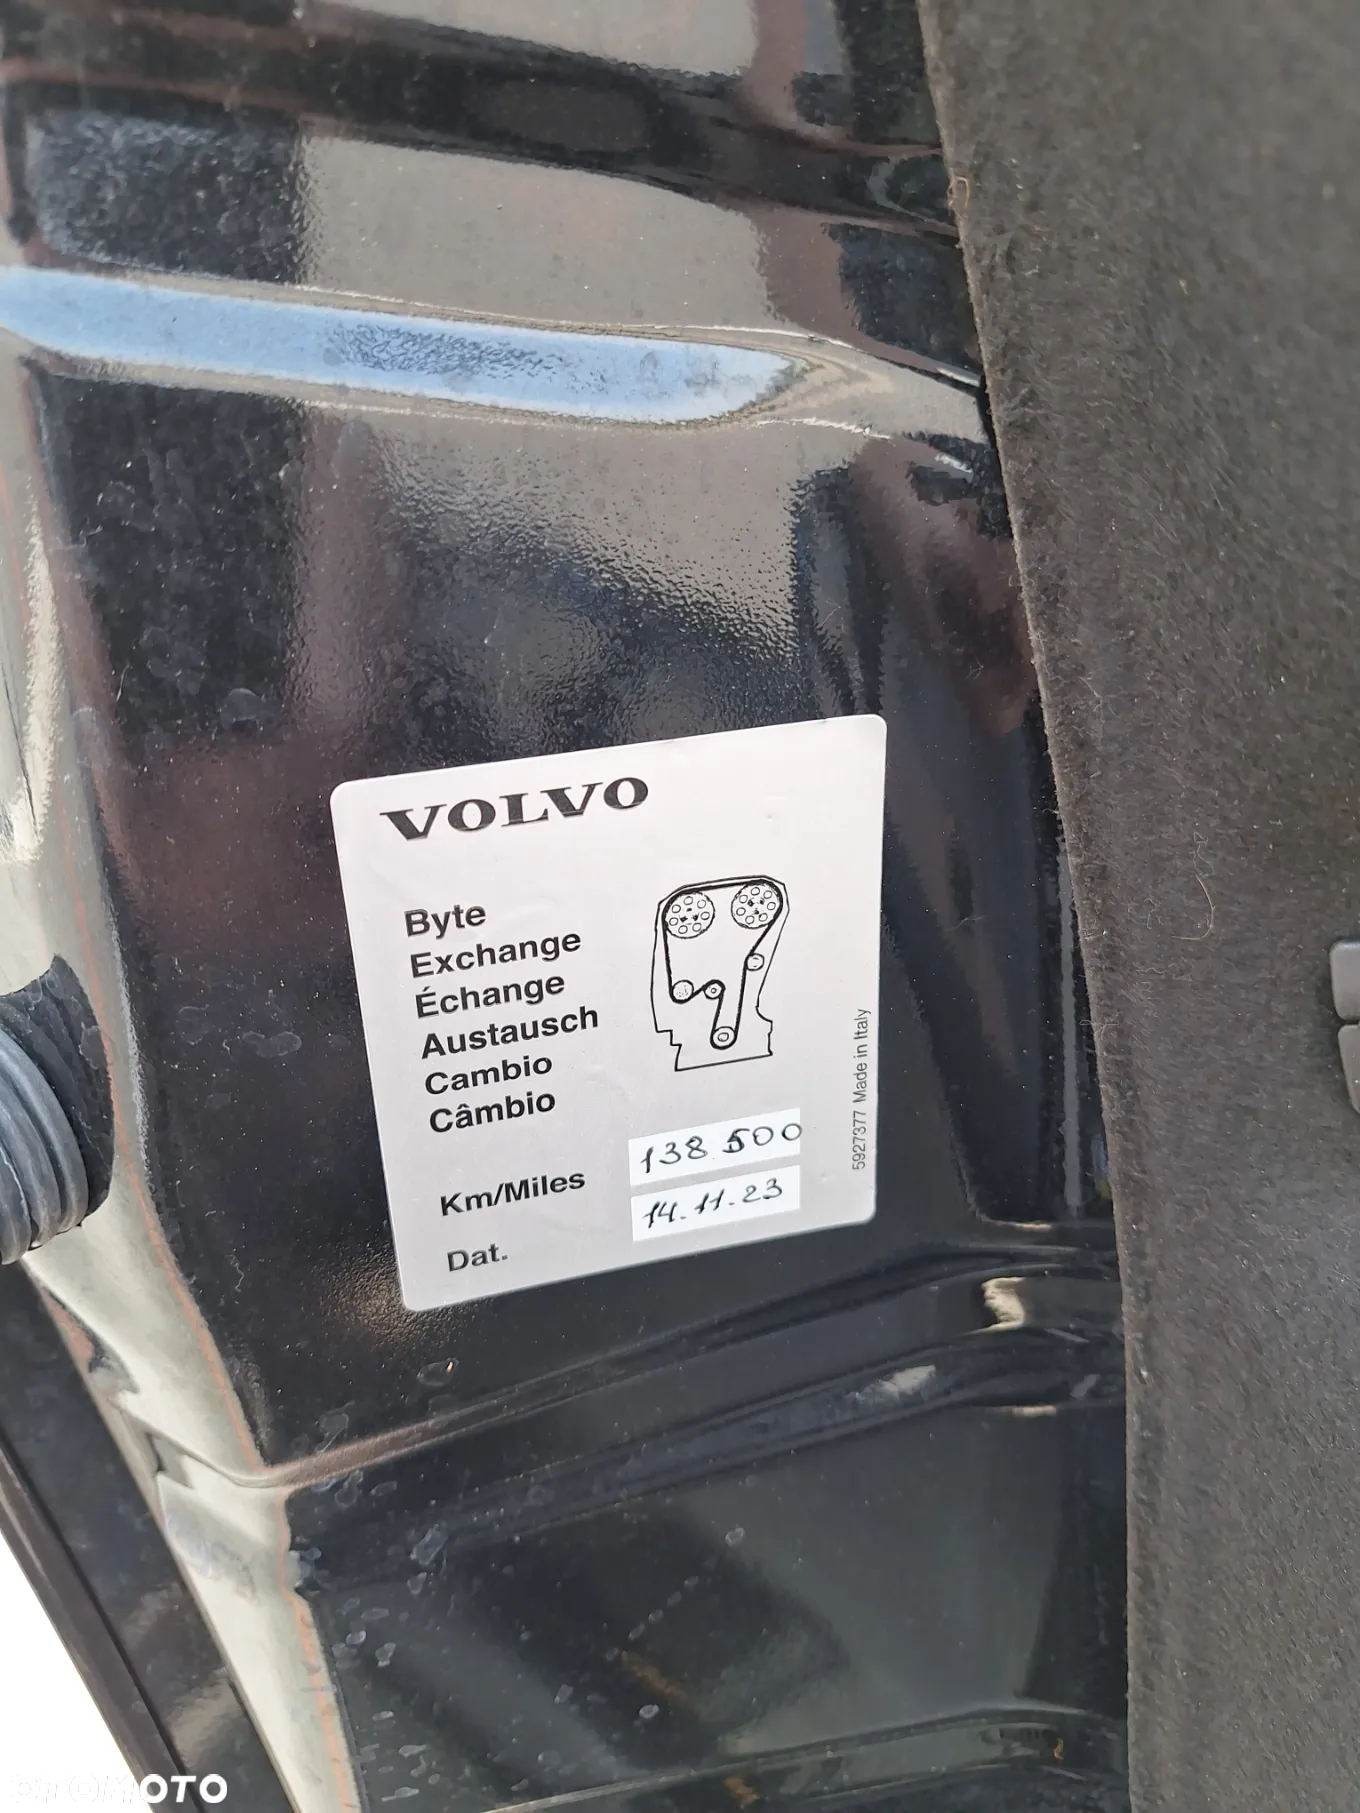 VOLVO
Byte
Exchange
Échange
Austausch
Cambio
Câmbio
Km/Miles 138 500
Dat. 14.11.23
5927377 Made in Italy
OTOMOTO